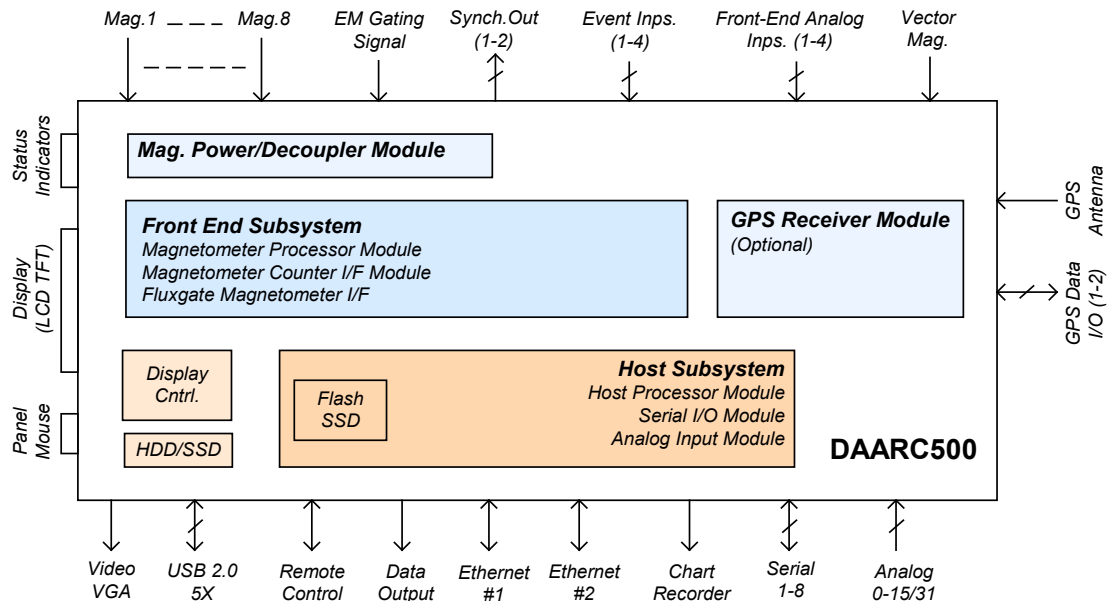 Mag.1
Mag.8
EM Gating
Signal
Synch.Out
(1-2)
Event Inps.
(1-4)
Front-End Analog
Inps. (1-4)
Vector
Mag.
Status
Indicators
Mag. Power/Decoupler Module
Front End Subsystem
Magnetometer Processor Module
Magnetometer Counter I/F Module
Fluxgate Magnetometer I/F
GPS Receiver Module
(Optional)
GPS
Antenna
Display
(LCD TFT)
GPS Data
I/O (1-2)
Display
Cntrl.
HDD/SSD
Flash
SSD
Host Subsystem
Host Processor Module
Serial I/O Module
Analog Input Module
Panel
Mouse
DAARC500
Video
VGA
USB 2.0
5X
Remote
Control
Data
Output
Ethernet
#1
Ethernet
#2
Chart
Recorder
Serial
1-8
Analog
0-15/31